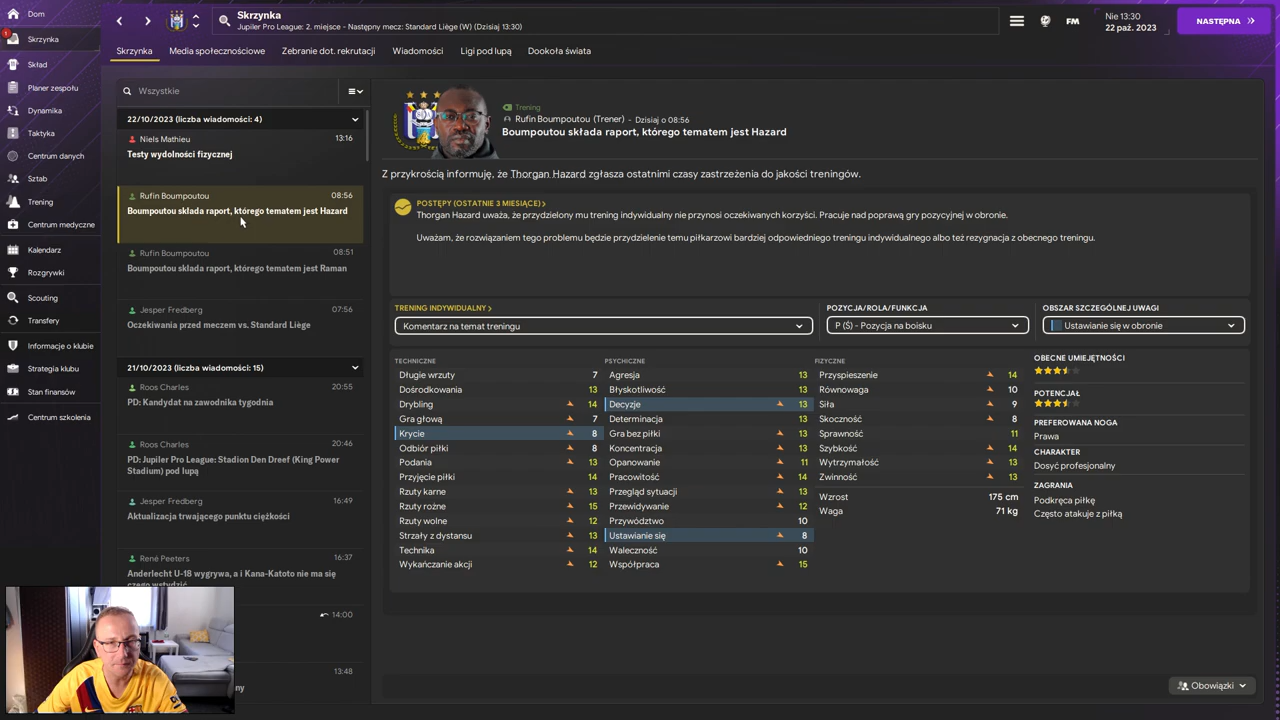 Dom
Skrzynka
1
Skład
Planer zespołu
Dynamika
Taktyka
Centrum danych
Sztab
Trening
Centrum medyczne
Kalendarz
Rozgrywki
Scouting
Transfery
Informacje o klubie
Strategia klubu
Stan finansów
Centrum szkolenia
Skrzynka
Jupiler Pro League: 2. miejsce - Następny mecz: Standard Liège (W) (Dzisiaj 13:30)
FM
Nie 13:30
22 paź. 2023
NASTĘPNA
Skrzynka
Media społecznościowe
Zebranie dot. rekrutacji
Wiadomości
Ligi pod lupą
Dookoła świata
Wszystkie
22/10/2023 (liczba wiadomości: 4)
Niels Mathieu 13:16
Testy wydolności fizycznej
Rufin Boumpoutou 08:56
Boumpoutou składa raport, którego tematem jest Hazard
Rufin Boumpoutou 08:51
Boumpoutou składa raport, którego tematem jest Raman
Jesper Fredberg 07:56
Oczekiwania przed meczem vs. Standard Liège
21/10/2023 (liczba wiadomości: 15)
Roos Charles 20:55
PD: Kandydat na zawodnika tygodnia
Roos Charles 20:46
PD: Jupiler Pro League: Stadion Den Dreef (King Power
Stadium) pod lupą
Jesper Fredberg 16:49
Aktualizacja trwającego punktu ciężkości
René Peeters 16:37
Anderlecht U-18 wygrywa, a i Kana-Katoto nie ma się
czego wstydzić
14:00
13:48
Trening
Rufin Boumpoutou (Trener) - Dzisiaj o 08:56
Boumpoutou składa raport, którego tematem jest Hazard
Z przykrością informuję, że Thorgan Hazard zgłasza ostatnimi czasy zastrzeżenia do jakości treningów.
POSTĘPY (OSTATNIE 3 MIESIĄCE)
Thorgan Hazard uważa, że przydzielony mu trening indywidualny nie przynosi oczekiwanych korzyści. Pracuje nad poprawą gry pozycyjnej w obronie.
Uważam, że rozwiązaniem tego problemu będzie przydzielenie temu piłkarzowi bardziej odpowiedniego treningu indywidualnego albo też rezygnacja z obecnego treningu.
TRENING INDYWIDUALNY
Komentarz na temat treningu
POZYCJA/ROLA/FUNKCJA
P (Ś) - Pozycja na boisku
OBSZAR SZCZEGÓLNEJ UWAGI
Ustawianie się w obronie
TECHNICZNE
Długie wrzuty 7
Dośrodkowania 13
Drybling 14
Gra głową 7
Krycie 8
Odbiór piłki 8
Podania 13
Przyjęcie piłki 14
Rzuty karne 13
Rzuty rożne 15
Rzuty wolne 12
Strzały z dystansu 13
Technika 14
Wykańczanie akcji 12
PSYCHICZNE
Agresja 13
Błyskotliwość 13
Decyzje 13
Determinacja 13
Gra bez piłki 13
Koncentracja 13
Opanowanie 11
Pracowitość 14
Przegląd sytuacji 13
Przewidywanie 12
Przywództwo 10
Ustawianie się 8
Waleczność 10
Współpraca 15
FIZYCZNE
Przyspieszenie 14
Równowaga 10
Siła 9
Skoczność 8
Sprawność 11
Szybkość 14
Wytrzymałość 13
Zwinność 13
Wzrost 175 cm
Waga 71 kg
OBECNE UMIEJĘTNOŚCI
POTENCJAŁ
PREFEROWANA NOGA
Prawa
CHARAKTER
Dosyć profesjonalny
ZAGRANIA
Podkręca piłkę
Często atakuje z piłką
Obowiązki